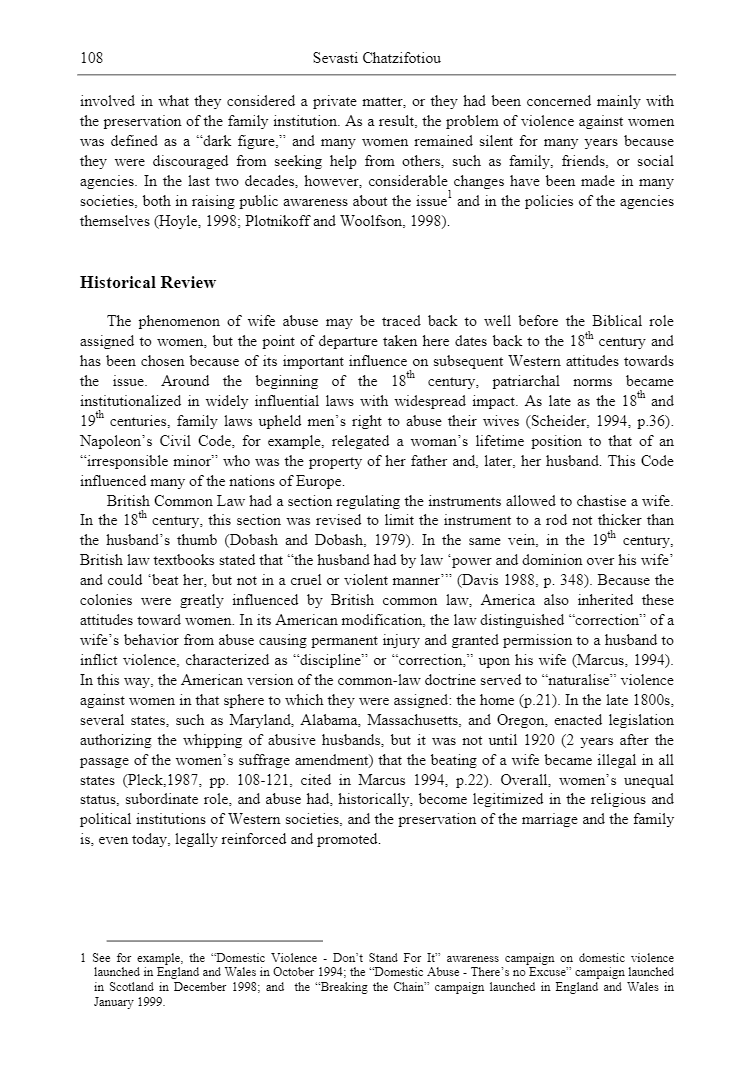 108 Sevasti Chatzifotiou
involved in what they considered a private matter, or they had been concerned mainly with
the preservation of the family institution. As a result, the problem of violence against women
was defined as a “dark figure,” and many women remained silent for many years because
they were discouraged from seeking help from others, such as family, friends, or social
agencies. In the last two decades, however, considerable changes have been made in many
societies, both in raising public awareness about the issue1 and in the policies of the agencies
themselves (Hoyle, 1998; Plotnikoff and Woolfson, 1998).
Historical Review
The phenomenon of wife abuse may be traced back to well before the Biblical role
assigned to women, but the point of departure taken here dates back to the 18th century and
has been chosen because of its important influence on subsequent Western attitudes towards
the issue. Around the beginning of the 18th century, patriarchal norms became
institutionalized in widely influential laws with widespread impact. As late as the 18th and
19th centuries, family laws upheld men’s right to abuse their wives (Scheider, 1994, p.36).
Napoleon’s Civil Code, for example, relegated a woman’s lifetime position to that of an
“irresponsible minor” who was the property of her father and, later, her husband. This Code
influenced many of the nations of Europe.
British Common Law had a section regulating the instruments allowed to chastise a wife.
In the 18th century, this section was revised to limit the instrument to a rod not thicker than
the husband’s thumb (Dobash and Dobash, 1979). In the same vein, in the 19th century,
British law textbooks stated that “the husband had by law ‘power and dominion over his wife’
and could ‘beat her, but not in a cruel or violent manner’” (Davis 1988, p. 348). Because the
colonies were greatly influenced by British common law, America also inherited these
attitudes toward women. In its American modification, the law distinguished “correction” of a
wife’s behavior from abuse causing permanent injury and granted permission to a husband to
inflict violence, characterized as “discipline” or “correction,” upon his wife (Marcus, 1994).
In this way, the American version of the common-law doctrine served to “naturalise” violence
against women in that sphere to which they were assigned: the home (p.21). In the late 1800s,
several states, such as Maryland, Alabama, Massachusetts, and Oregon, enacted legislation
authorizing the whipping of abusive husbands, but it was not until 1920 (2 years after the
passage of the women’s suffrage amendment) that the beating of a wife became illegal in all
states (Pleck,1987, pp. 108-121, cited in Marcus 1994, p.22). Overall, women’s unequal
status, subordinate role, and abuse had, historically, become legitimized in the religious and
political institutions of Western societies, and the preservation of the marriage and the family
is, even today, legally reinforced and promoted.
1 See for example, the “Domestic Violence - Don’t Stand For It” awareness campaign on domestic violence
launched in England and Wales in October 1994; the “Domestic Abuse - There’s no Excuse” campaign launched
in Scotland in December 1998; and the “Breaking the Chain” campaign launched in England and Wales in
January 1999.